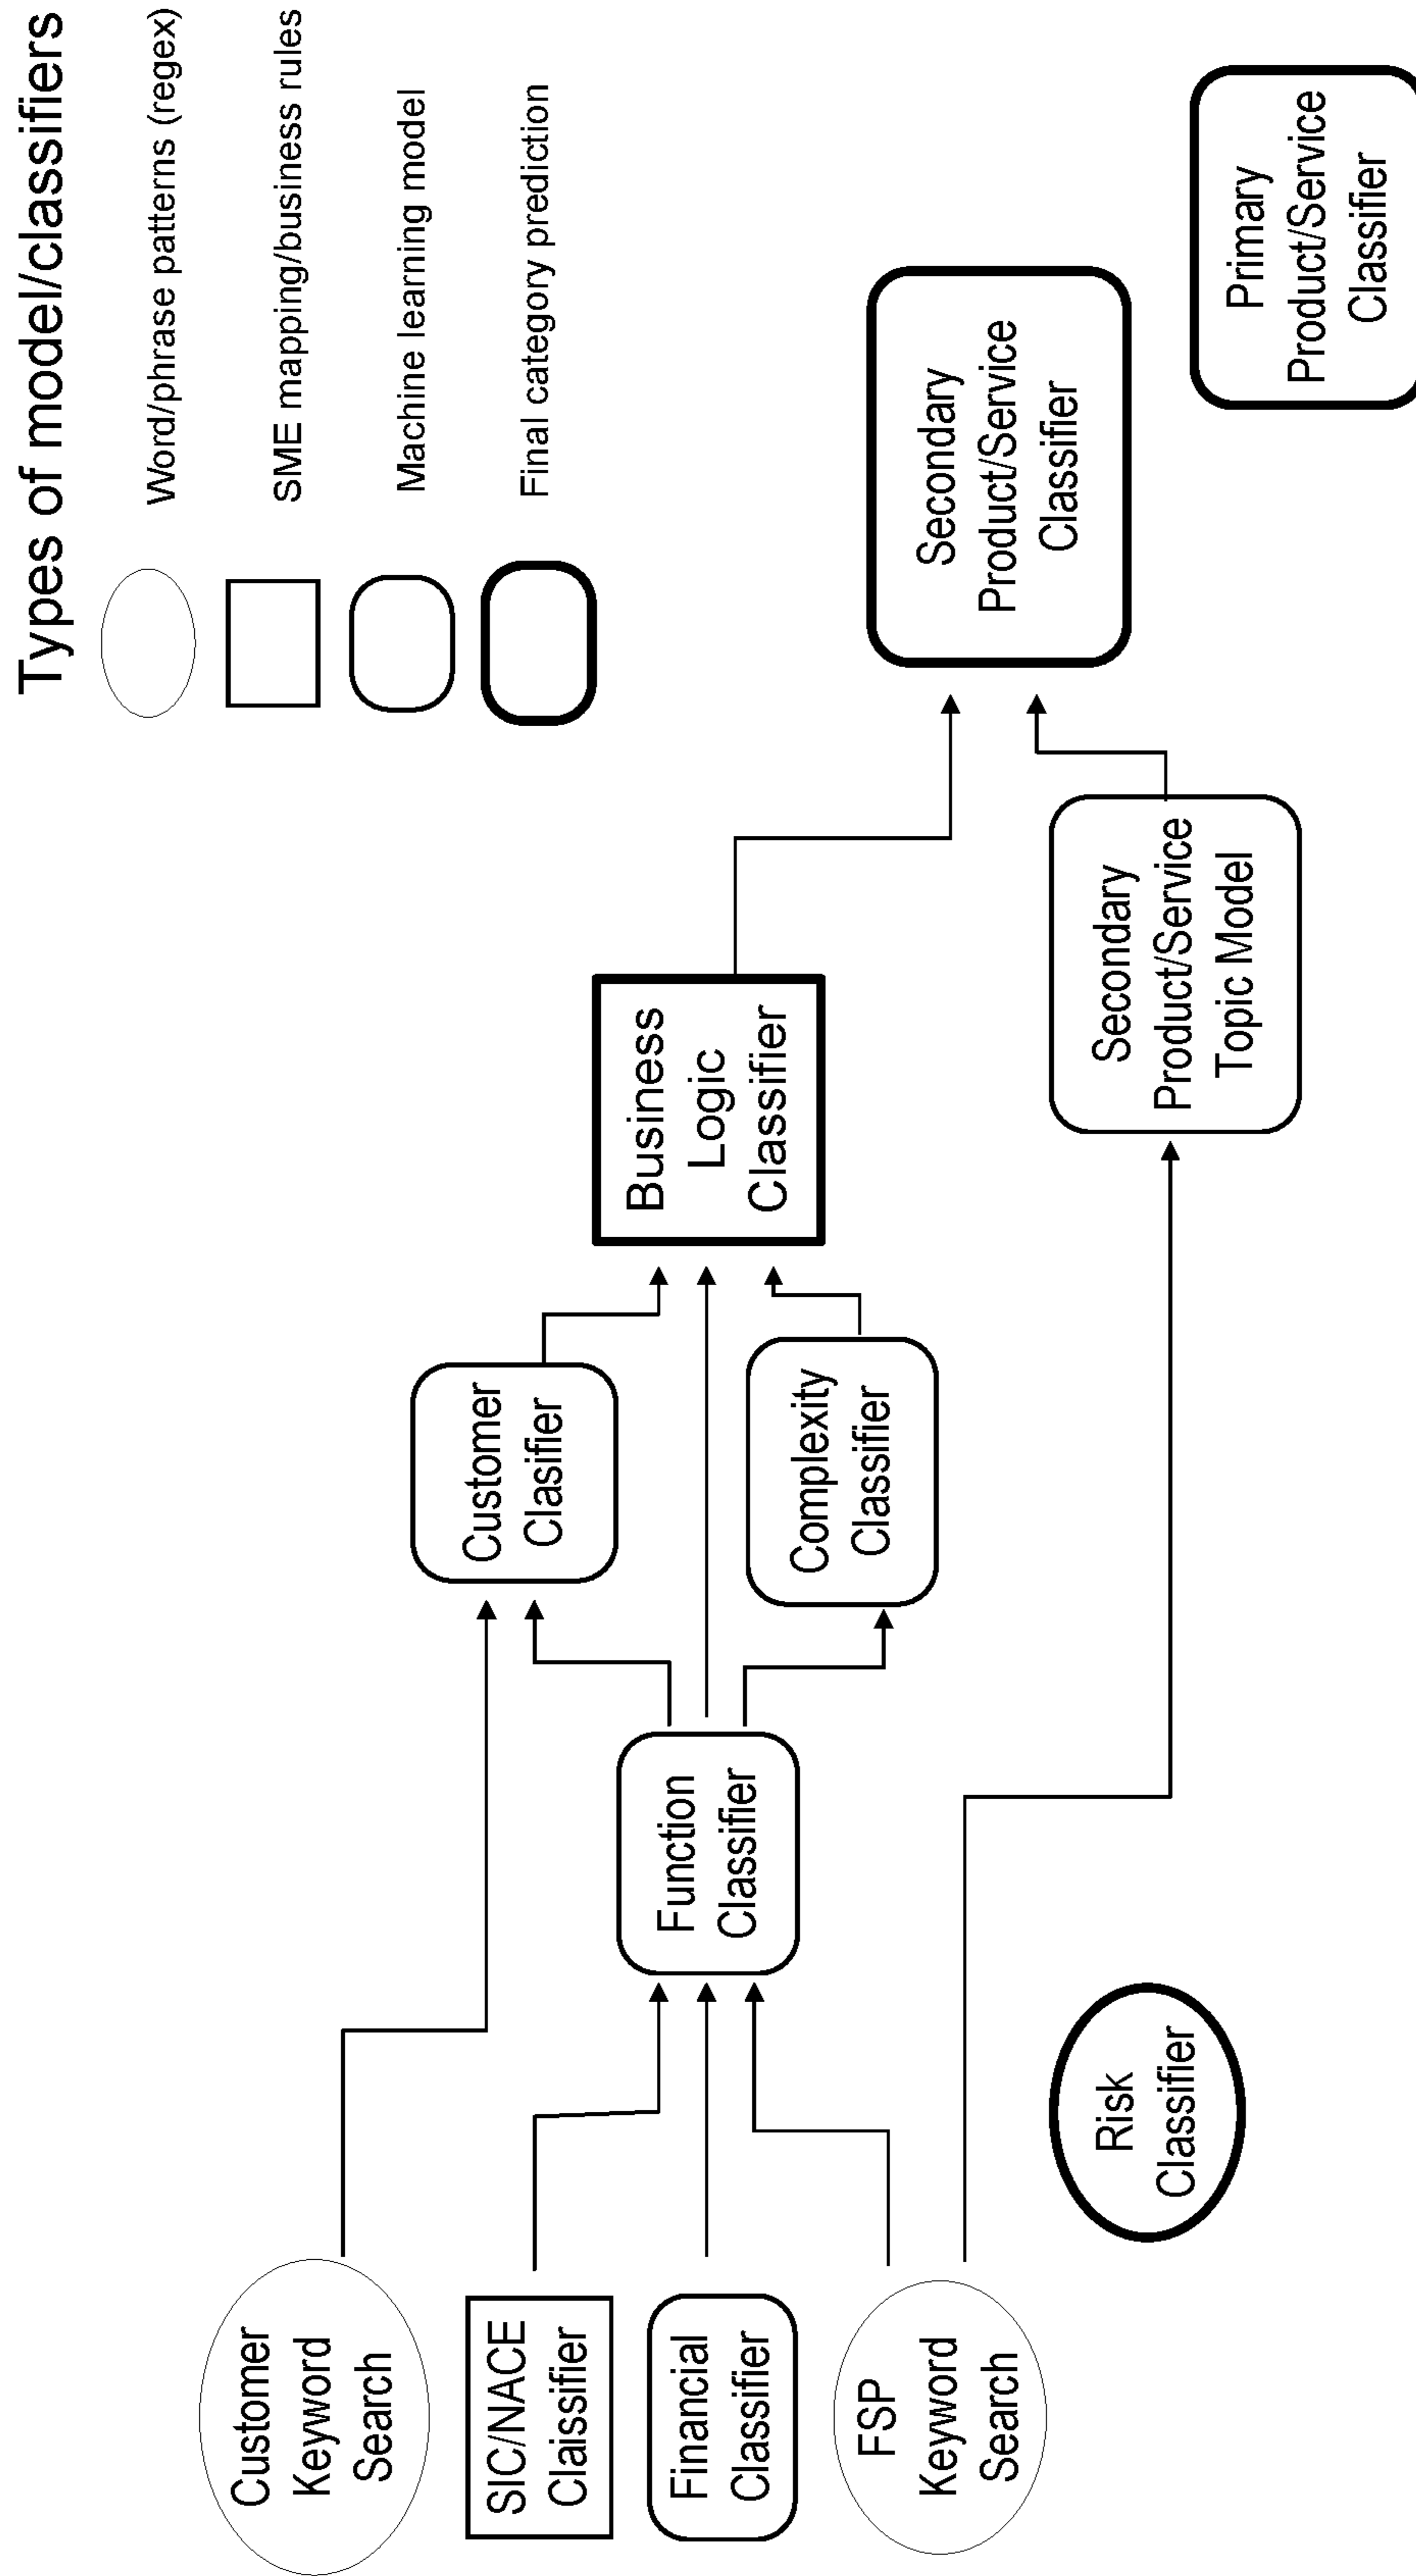 Types of model/classifiers
Word/phrase patterns (regex)
SME mapping/business rules
Machine learning model
Final category prediction
Customer
Keyword
Search
SIC/NACE
Claissifier
Financial
Classifier
FSP
Keyword
Search
Risk
Classifier
Function
Classifier
Customer
Clasifier
Complexity
Classifier
Business
Logic
Classifier
Secondary
Product/Service
Topic Model
Secondary
Product/Service
Classifier
Primary
Product/Service
Classifier